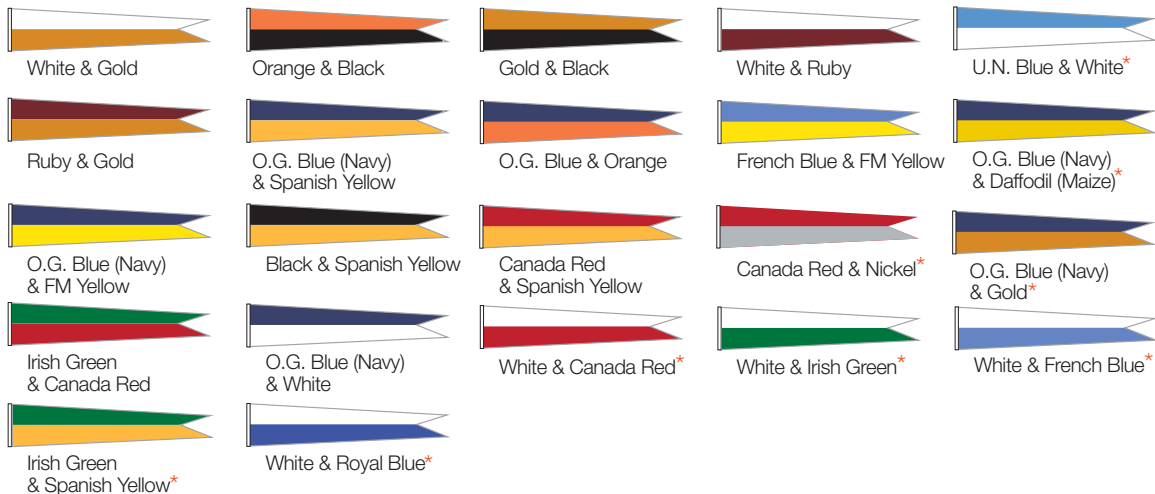 White & Gold
Orange & Black
Gold & Black
White & Ruby
U.N. Blue & White*
Ruby & Gold
O.G. Blue (Navy)
& Spanish Yellow
O.G. Blue & Orange
French Blue & FM Yellow
O.G. Blue (Navy)
& Daffodil (Maize)*
O.G. Blue (Navy)
& FM Yellow
Black & Spanish Yellow
Canada Red
& Spanish Yellow
Canada Red & Nickel*
O.G. Blue (Navy)
& Gold*
Irish Green
& Canada Red
O.G. Blue (Navy)
& White
White & Canada Red*
White & Irish Green*
White & French Blue*
Irish Green
& Spanish Yellow*
White & Royal Blue*